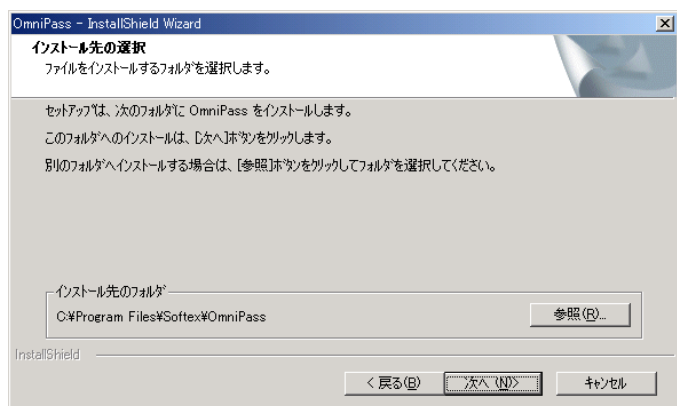 OmniPass - InstallShield Wizard
インストール先の選択
ファイルをインストールするフォルダを選択します。
セットアップは、次のフォルダに OmniPass をインストールします。
このフォルダへのインストールは、[次へ]ボタンをクリックします。
別のフォルダへインストールする場合は、[参照]ボタンをクリックしてフォルダを選択してください。
インストール先のフォルダ
C:¥Program Files¥Softex¥OmniPass
参照(R)...
InstallShield
< 戻る(B)
次へ (N)>
キャンセル